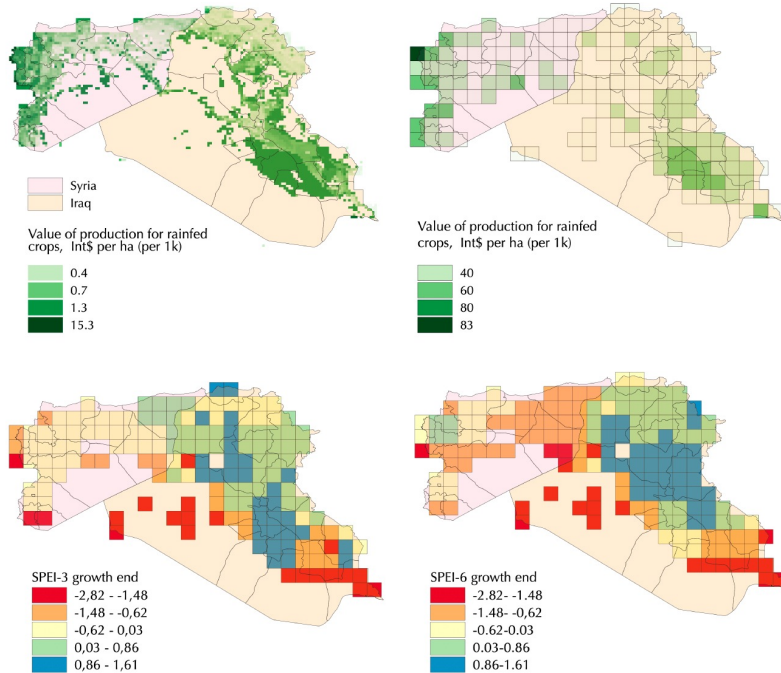 Syria
Iraq
Value of production for rainfed
crops, Int$ per ha (per 1k)
0.4
0.7
1.3
15.3
Value of production for rainfed
crops, Int$ per ha (per 1k)
40
60
80
83
SPEI-3 growth end
-2,82 - -1,48
-1,48 - -0,62
-0,62 - 0,03
0,03 - 0,86
0,86 - 1,61
SPEI-6 growth end
-2.82- -1.48
-1.48- -0,62
-0.62-0.03
0.03-0.86
0.86-1.61